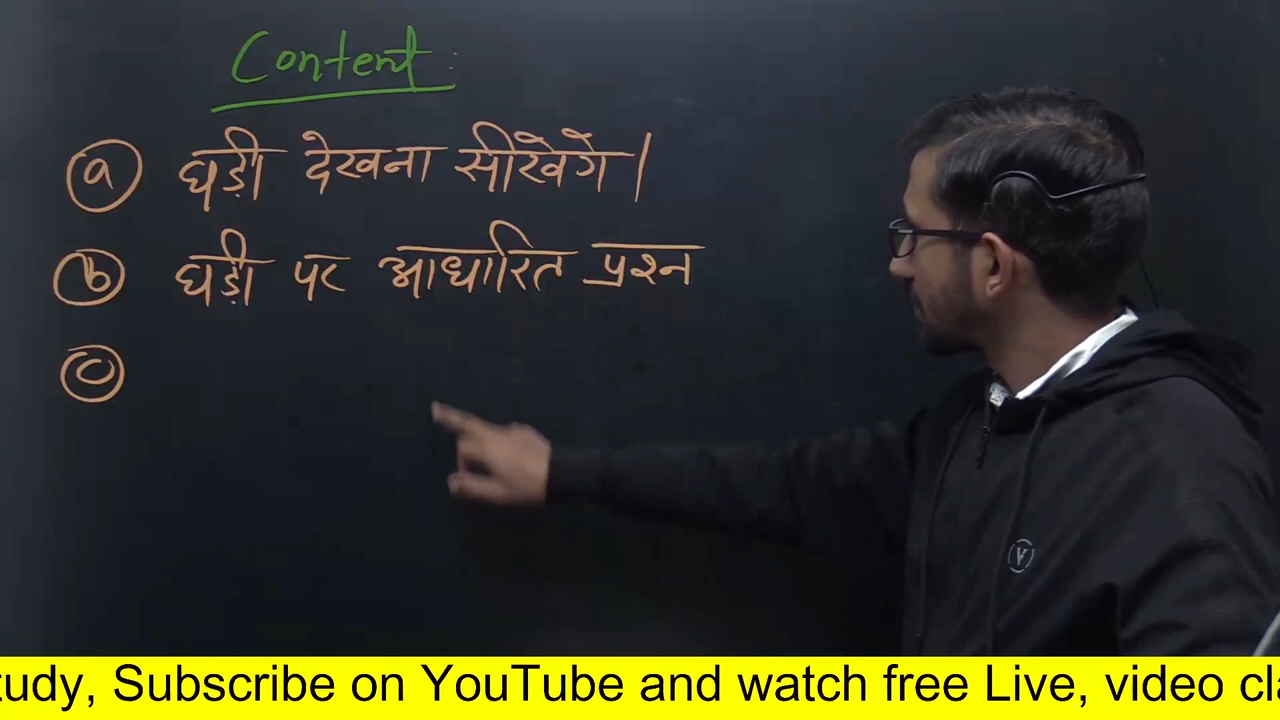 Content:
(a) घड़ी देखना सीखेगे।
(b) घड़ी पर आधारित प्रश्न
(c)
V
tudy, Subscribe on YouTube and watch free Live, video cla